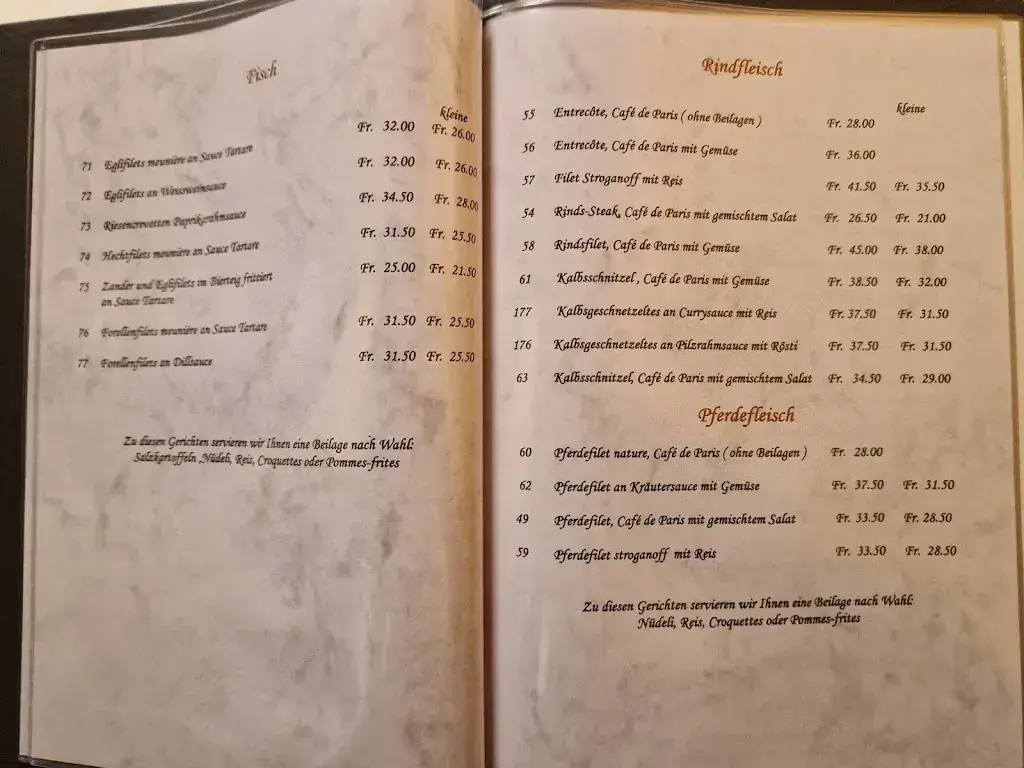 Fisch
kleine
71 Eglifilets meunière an Sauce Tartare Fr. 32.00 Fr. 26.00
72 Eglifilets an Weissweinsauce Fr. 32.00 Fr. 26.00
73 Riesencrevetten Paprikarahmsauce Fr. 34.50 Fr. 28.00
74 Hechtfilets meunière an Sauce Tartare Fr. 31.50 Fr. 25.50
75 Zander und Eglifilets im Bierteig frittiert Fr. 25.00 Fr. 21.50
an Sauce Tartare
76 Forellenfilets meunière an Sauce Tartare Fr. 31.50 Fr. 25.50
77 Forellenfilets an Dillsauce Fr. 31.50 Fr. 25.50
Zu diesen Gerichten servieren wir Ihnen eine Beilage nach Wahl:
Salzkartoffeln ,Nüdeli, Reis, Croquettes oder Pommes-frites
Rindfleisch
kleine
55 Entrecôte, Café de Paris ( ohne Beilagen ) Fr. 28.00
56 Entrecôte, Café de Paris mit Gemüse Fr. 36.00
57 Filet Stroganoff mit Reis Fr. 41.50 Fr. 35.50
54 Rinds-Steak, Café de Paris mit gemischtem Salat Fr. 26.50 Fr. 21.00
58 Rindsfilet, Café de Paris mit Gemüse Fr. 45.00 Fr. 38.00
61 Kalbsschnitzel , Café de Paris mit Gemüse Fr. 38.50 Fr. 32.00
177 Kalbsgeschnetzeltes an Currysauce mit Reis Fr. 37.50 Fr. 31.50
176 Kalbsgeschnetzeltes an Pilzrahmsauce mit Rösti Fr. 37.50 Fr. 31.50
63 Kalbsschnitzel, Café de Paris mit gemischtem Salat Fr. 34.50 Fr. 29.00
Pferdefleisch
60 Pferdefilet nature, Café de Paris ( ohne Beilagen ) Fr. 28.00
62 Pferdefilet an Kräutersauce mit Gemüse Fr. 37.50 Fr. 31.50
49 Pferdefilet, Café de Paris mit gemischtem Salat Fr. 33.50 Fr. 28.50
59 Pferdefilet stroganoff mit Reis Fr. 33.50 Fr. 28.50
Zu diesen Gerichten servieren wir Ihnen eine Beilage nach Wahl:
Nüdeli, Reis, Croquettes oder Pommes-frites